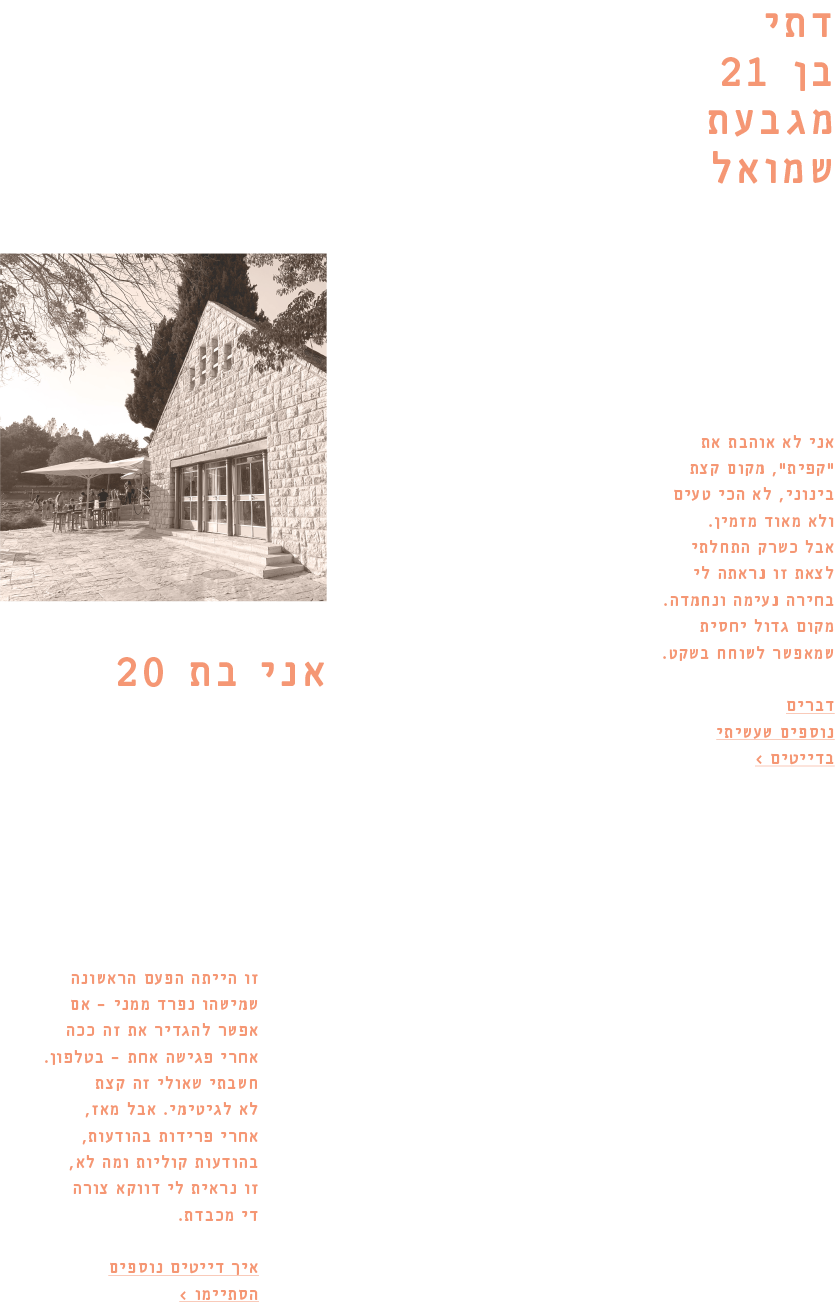 דתי
בן 21
מגבעת
שמואל
אני לא אוהבת את
"קפית", מקום קצת
בינוני, לא הכי טעים
ולא מאוד מזמין.
אבל כשרק התחלתי
לצאת זו נראתה לי
בחירה נעימה ונחמדה.
מקום גדול יחסית
שמאפשר לשוחח בשקט.
דברים
נוספים שעשיתי
בדייטים >
אני בת 20
זו הייתה הפעם הראשונה
שמישהו נפרד ממני - אם
אפשר להגדיר את זה ככה
אחרי פגישה אחת - בטלפון.
חשבתי שאולי זה קצת
לא לגיטימי. אבל מאז,
אחרי פרידות בהודעות,
בהודעות קוליות ומה לא,
זו נראית לי דווקא צורה
די מכבדת.
איך דייטים נוספים
הסתיימו >